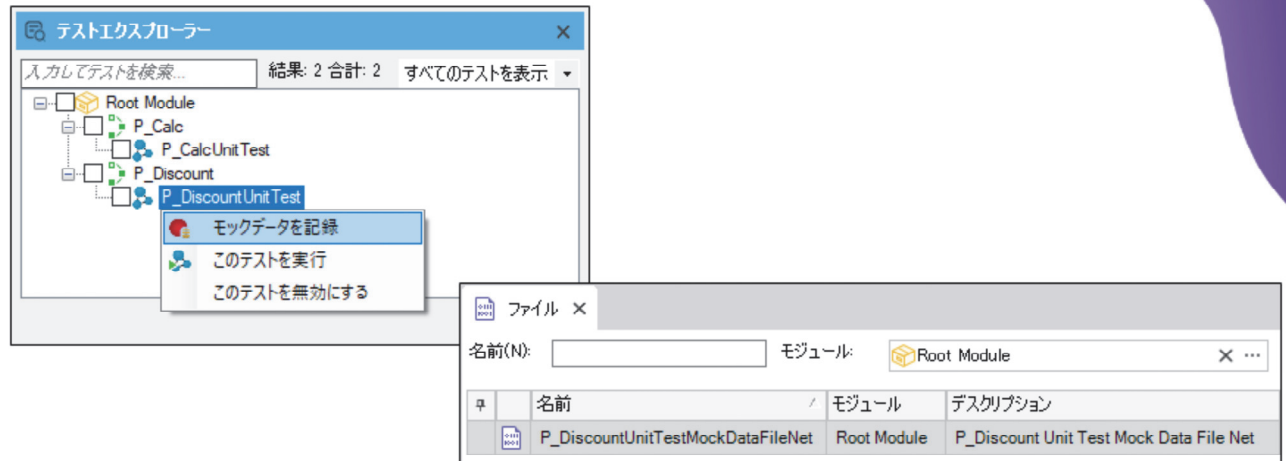 テストエクスプローラー
入力してテストを検索... 結果: 2 合計: 2 すべてのテストを表示
Root Module
P_Calc
P_CalcUnitTest
P_Discount
P_DiscountUnitTest
モックデータを記録
このテストを実行
このテストを無効にする
ファイル
名前(N): モジュール: Root Module
名前 モジュール デスクリプション
P_DiscountUnitTestMockDataFileNet Root Module P_Discount Unit Test Mock Data File Net